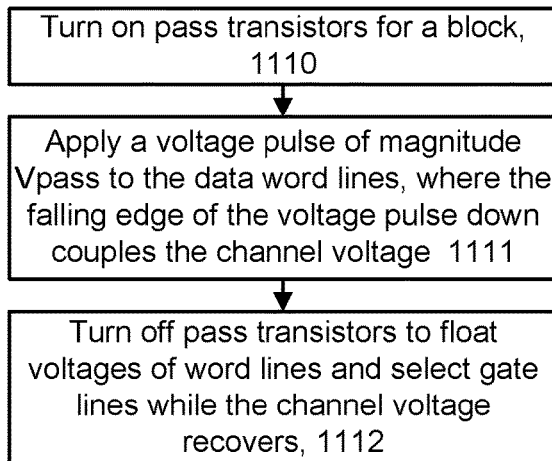 Turn on pass transistors for a block,
1110
Apply a voltage pulse of magnitude
Vpass to the data word lines, where the
falling edge of the voltage pulse down
couples the channel voltage 1111
Turn off pass transistors to float
voltages of word lines and select gate
lines while the channel voltage
recovers, 1112